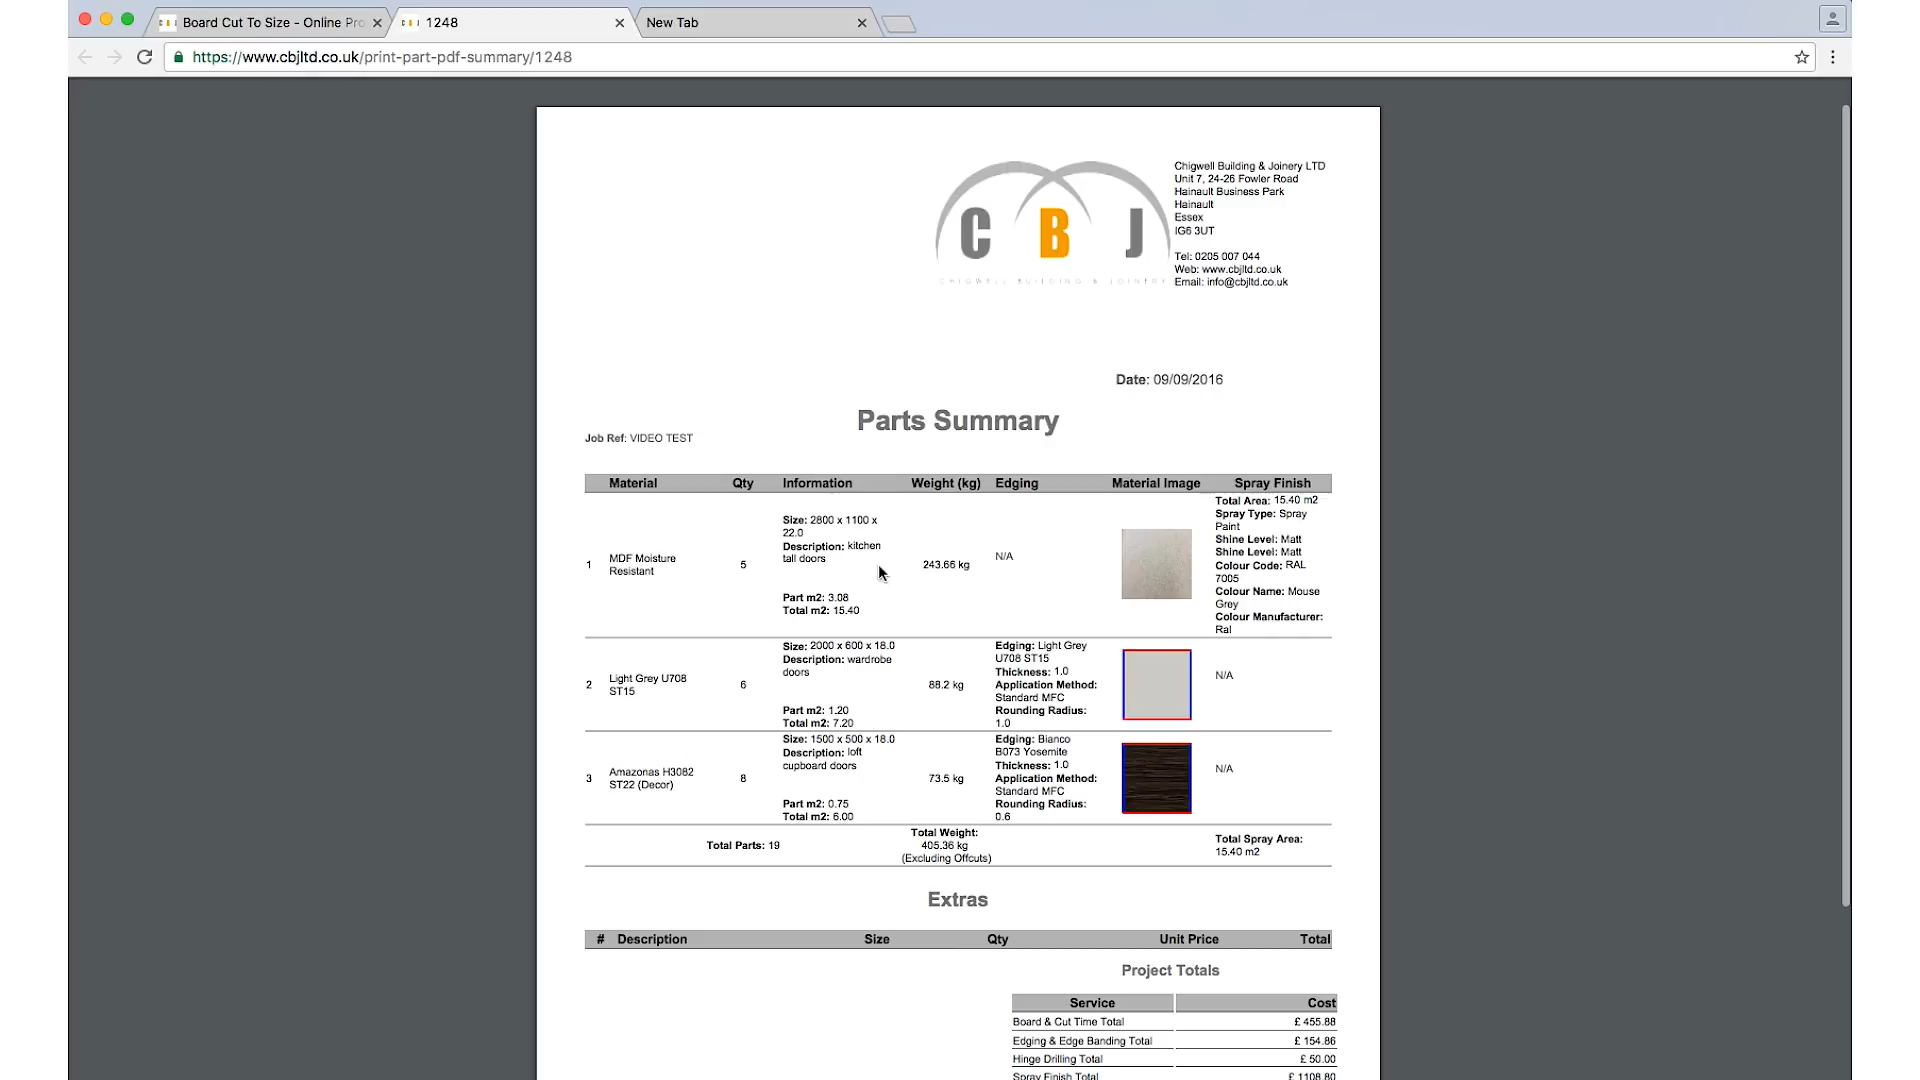 Board Cut To Size - Online Pro
1248
New Tab
https://www.cbjltd.co.uk/print-part-pdf-summary/1248
C B J
CHIGWELL BUILDING & JOINERY
Chigwell Building & Joinery LTD
Unit 7, 24-26 Fowler Road
Hainault Business Park
Hainault
Essex
IG6 3UT
Tel: 0205 007 044
Web: www.cbjltd.co.uk
Email: info@cbjltd.co.uk
Date: 09/09/2016
Parts Summary
Job Ref: VIDEO TEST
Material Qty Information Weight (kg) Edging Material Image Spray Finish
1
MDF Moisture
Resistant
5
Size: 2800 x 1100 x
22.0
Description: kitchen
tall doors
Part m2: 3.08
Total m2: 15.40
243.66 kg
N/A
Total Area: 15.40 m2
Spray Type: Spray
Paint
Shine Level: Matt
Shine Level: Matt
Colour Code: RAL
7005
Colour Name: Mouse
Grey
Colour Manufacturer:
Ral
2
Light Grey U708
ST15
6
Size: 2000 x 600 x 18.0
Description: wardrobe
doors
Part m2: 1.20
Total m2: 7.20
88.2 kg
Edging: Light Grey
U708 ST15
Thickness: 1.0
Application Method:
Standard MFC
Rounding Radius:
1.0
N/A
3
Amazonas H3082
ST22 (Decor)
8
Size: 1500 x 500 x 18.0
Description: loft
cupboard doors
Part m2: 0.75
Total m2: 6.00
73.5 kg
Edging: Bianco
B073 Yosemite
Thickness: 1.0
Application Method:
Standard MFC
Rounding Radius:
0.6
N/A
Total Parts: 19
Total Weight:
405.36 kg
(Excluding Offcuts)
Total Spray Area:
15.40 m2
Extras
# Description Size Qty Unit Price Total
Project Totals
Service Cost
Board & Cut Time Total £ 455.88
Edging & Edge Banding Total £ 154.86
Hinge Drilling Total £ 50.00
Spray Finish Total £ 1108.80